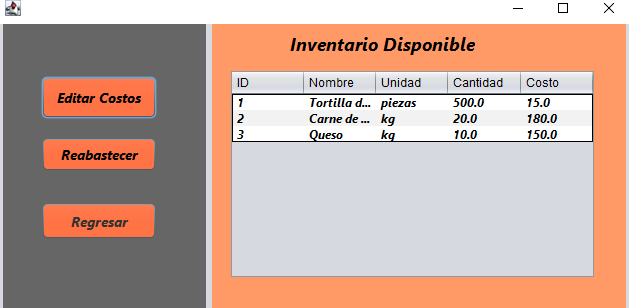 Inventario Disponible
Editar Costos
Reabastecer
Regresar
ID Nombre Unidad Cantidad Costo
1 Tortilla d... piezas 500.0 15.0
2 Carne de ... kg 20.0 180.0
3 Queso kg 10.0 150.0